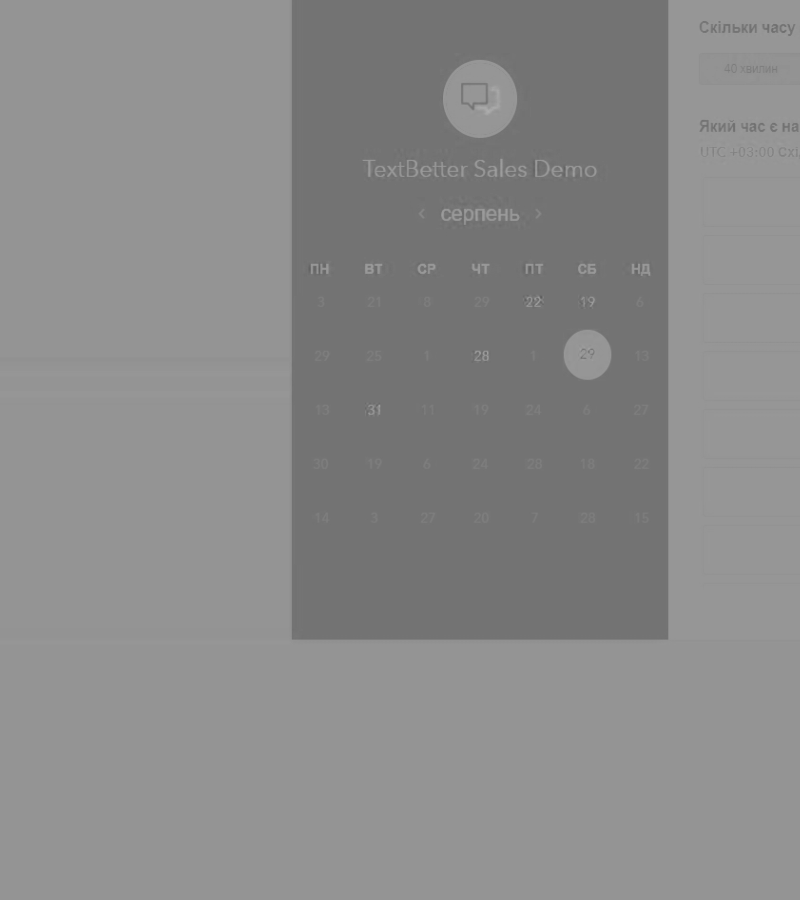 Скільки часу
40 хвилин
Який час є на
UTC +03:00 Схі
TextBetter Sales Demo
‹ серпень ›
ПН ВТ СР ЧТ ПТ СБ НД
3 21 8 29 22 19 6
29 25 1 28 1 29 13
13 31 11 19 24 6 27
30 19 6 24 28 18 22
14 3 27 20 7 28 15